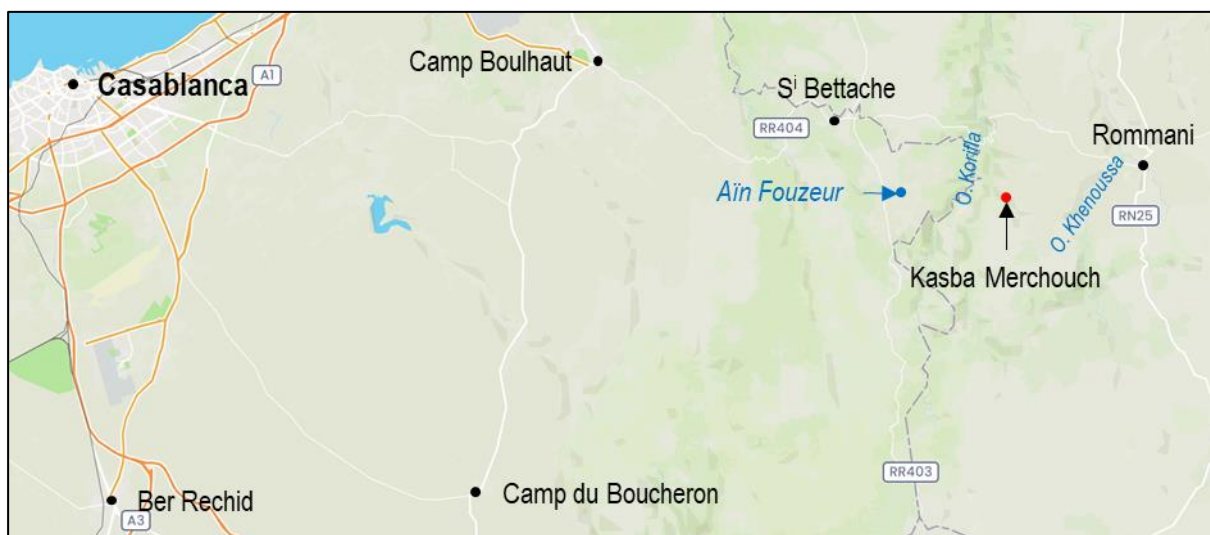 Camp Boulhaut
A1
Casablanca
Sⁱ Bettache
RR404
Rommani
O. Korifla
Aïn Fouzeur
O. Khenoussa
RN25
Kasba Merchouch
RR403
Camp du Boucheron
Ber Rechid
A3